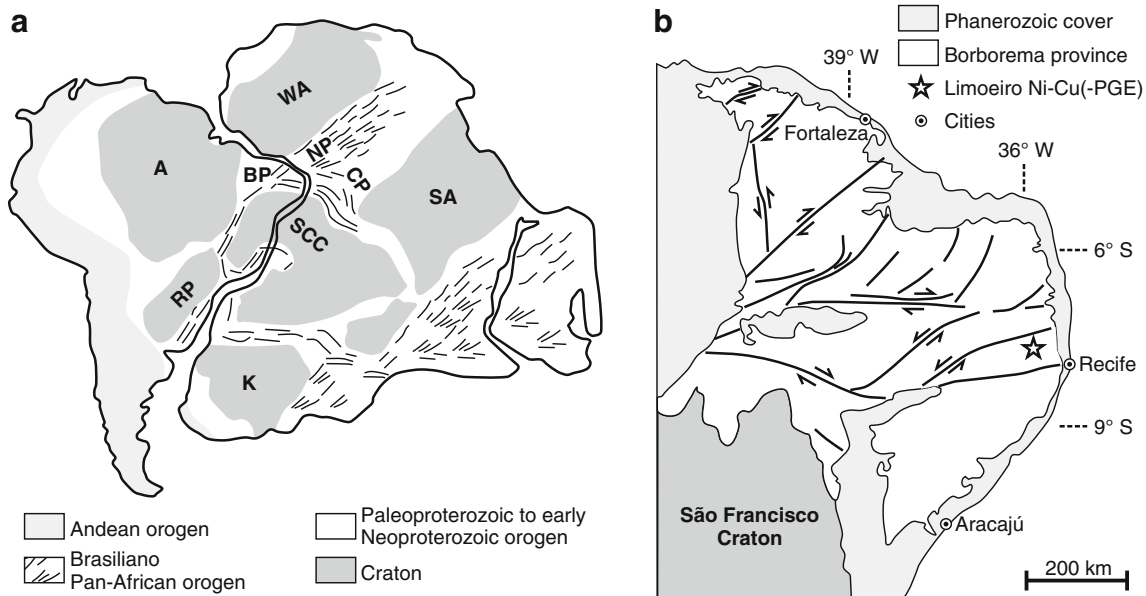 a
WA
NP
A
BP
CP
SA
SCC
RP
K
Andean orogen
Brasiliano
Pan-African orogen
Paleoproterozoic to early
Neoproterozoic orogen
Craton
b
Phanerozoic cover
Borborema province
Limoeiro Ni-Cu(-PGE)
Cities
39° W
Fortaleza
36° W
6° S
Recife
9° S
São Francisco
Craton
Aracajú
200 km